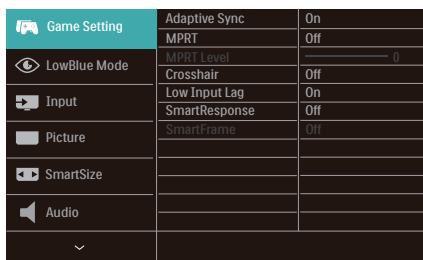 Game Setting
LowBlue Mode
Input
Picture
SmartSize
Audio
Adaptive Sync On
MPRT Off
MPRT Level 0
Crosshair Off
Low Input Lag On
SmartResponse Off
SmartFrame Off